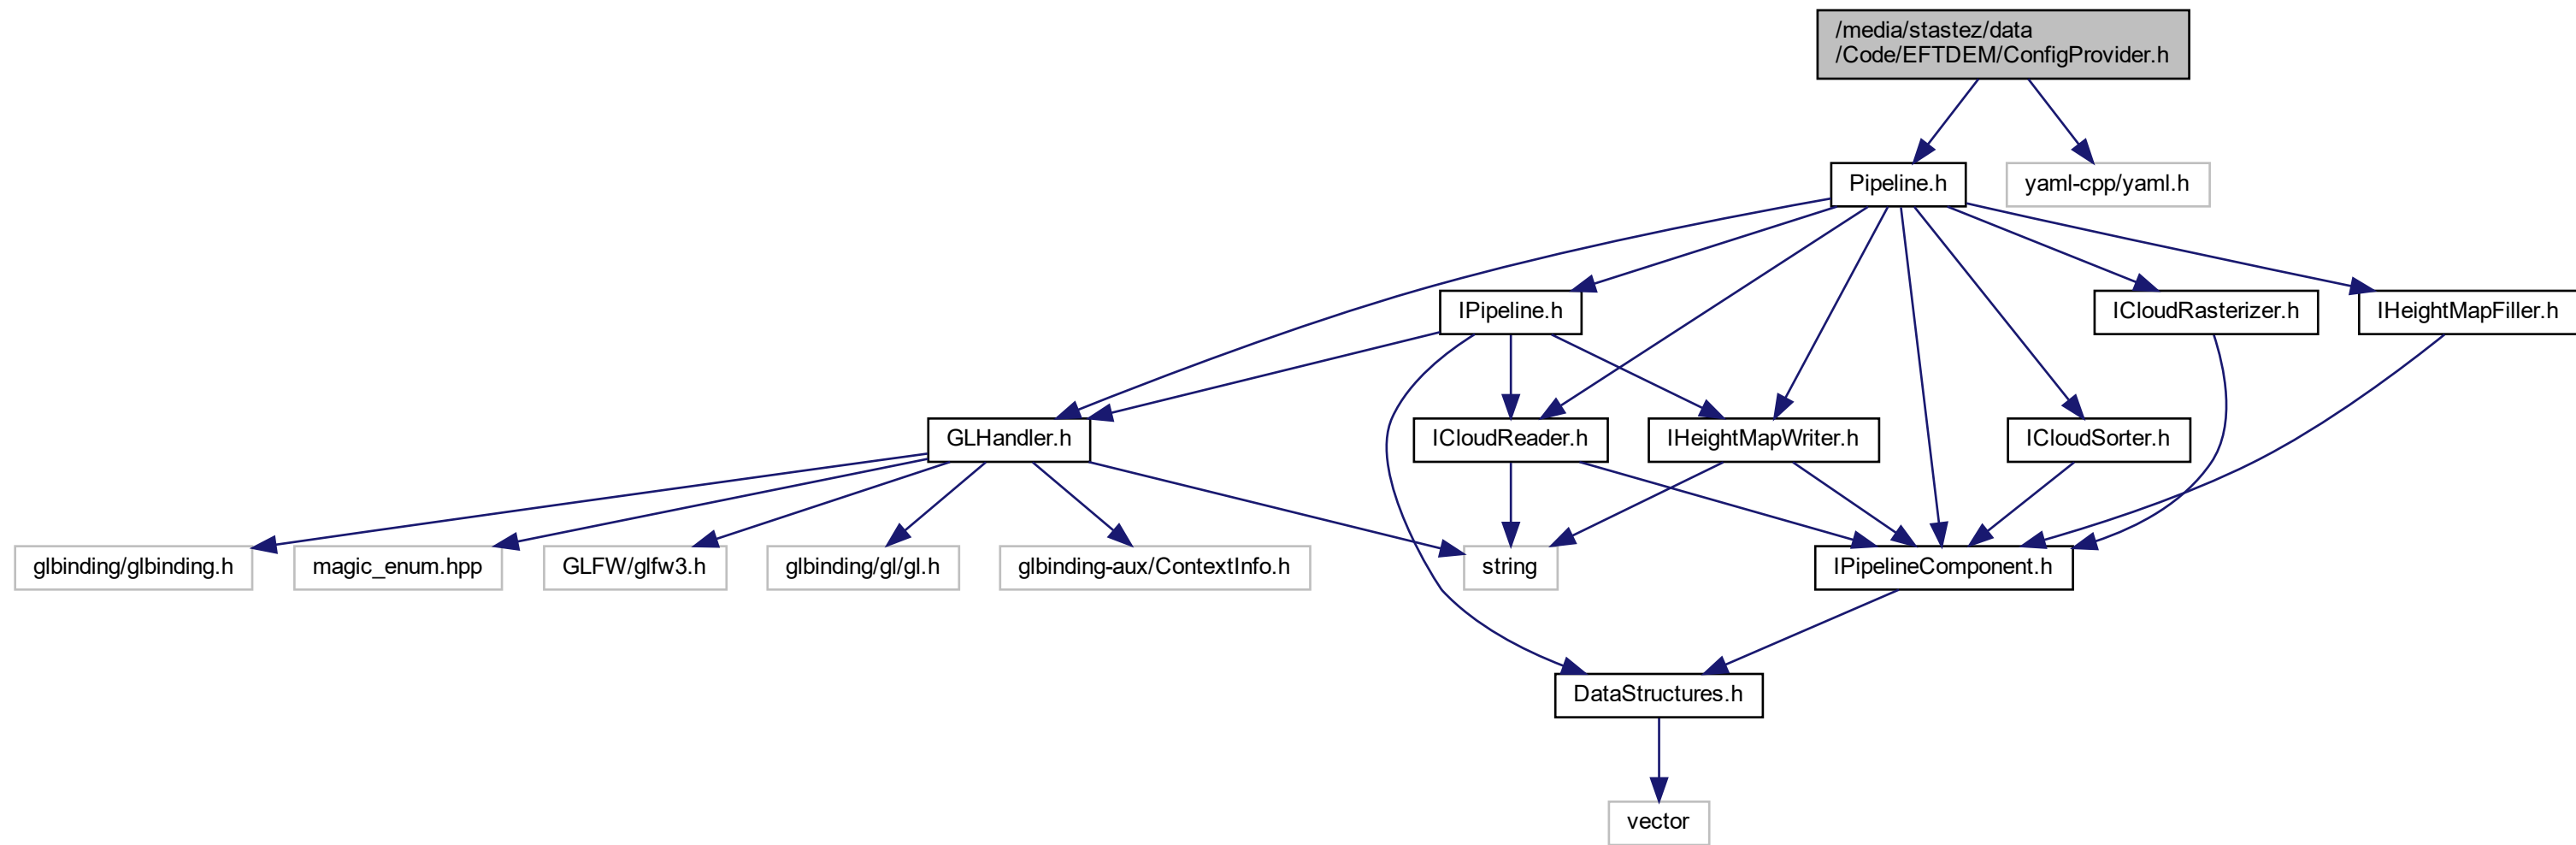 /media/stastez/data
/Code/EFTDEM/ConfigProvider.h
Pipeline.h
yaml-cpp/yaml.h
IPipeline.h
ICloudRasterizer.h
IHeightMapFiller.h
GLHandler.h
ICloudReader.h
IHeightMapWriter.h
ICloudSorter.h
glbinding/glbinding.h
magic_enum.hpp
GLFW/glfw3.h
glbinding/gl/gl.h
glbinding-aux/ContextInfo.h
string
IPipelineComponent.h
DataStructures.h
vector